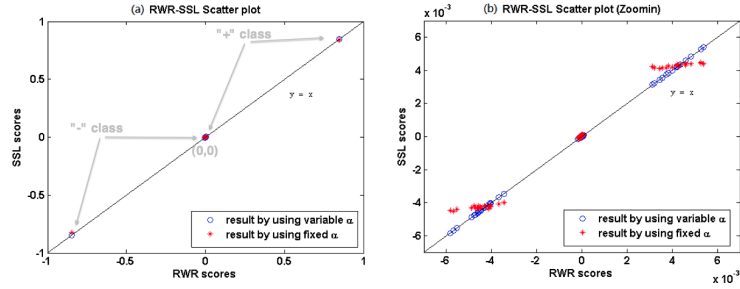 (a) RWR-SSL Scatter plot
1
0.5
0
-0.5
-1
-1
-0.5
0
0.5
1
SSL scores
RWR scores
"+" class
"-" class
(0,0)
y = x
result by using variable α
result by using fixed α
(b) RWR-SSL Scatter plot (Zoomin)
x 10⁻³
6
4
2
0
-2
-4
-6
-6
-4
-2
0
2
4
6
x 10⁻³
SSL scores
RWR scores
y = x
result by using variable α
result by using fixed α